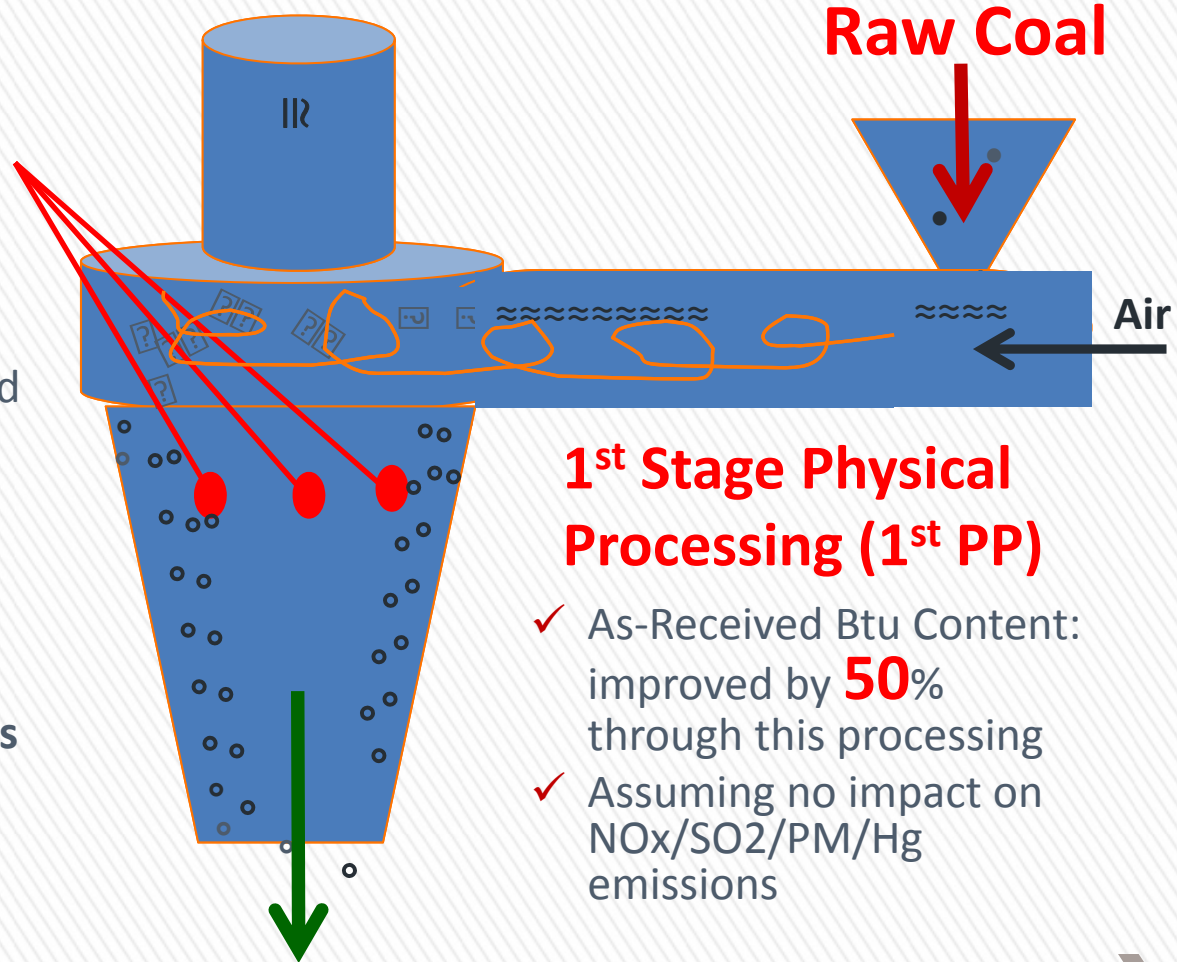 Raw Coal
Air
d
s
1st Stage Physical
Processing (1st PP)
✓ As-Received Btu Content:
improved by 50%
through this processing
✓ Assuming no impact on
NOx/SO2/PM/Hg
emissions